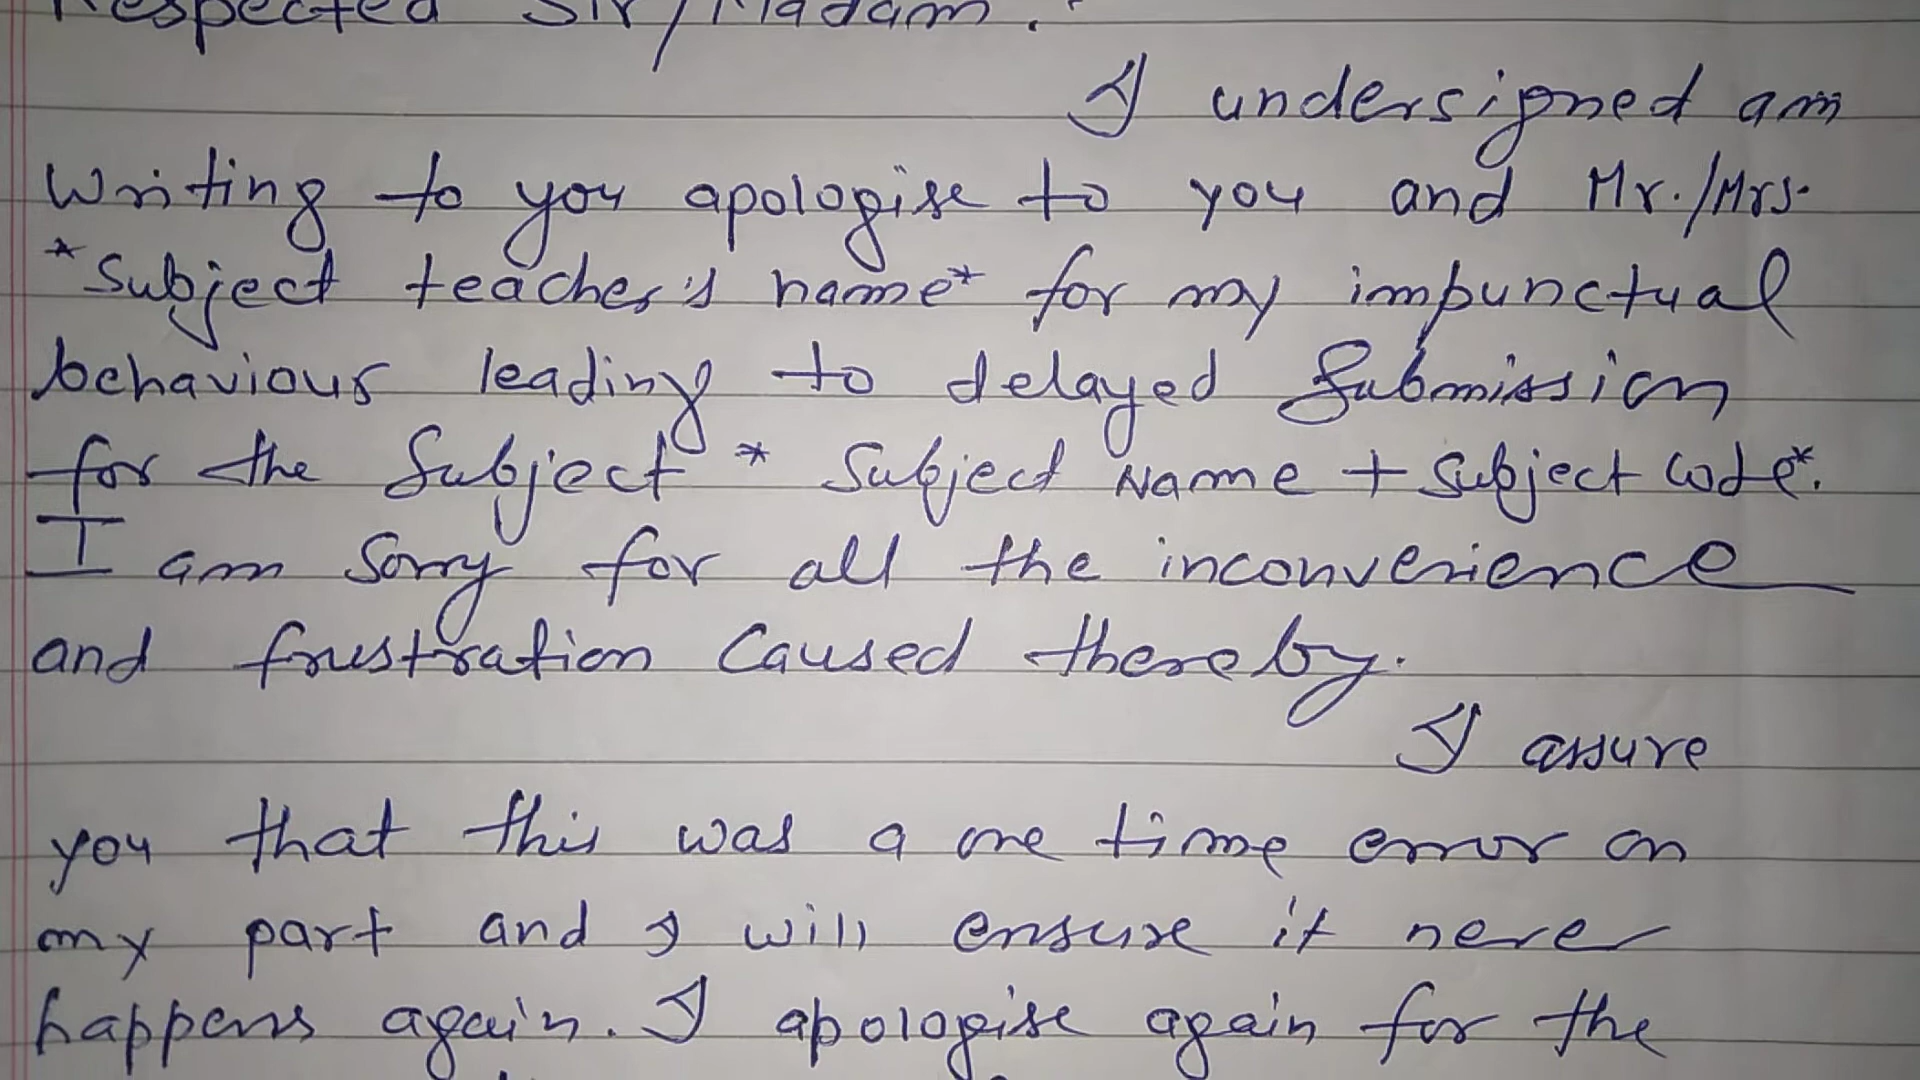 Respected Sir/Madam,
I undersigned am
writing to you apologise to you and Mr./Mrs.
*Subject teacher's name* for my impunctual
behaviour leading to delayed Submission
for the Subject * Subject Name + Subject Code*.
I am Sorry for all the inconvenience
and frustration Caused thereby.
I assure
you that this was a one time error on
my part and I will ensure it never
happens again. I apologise again for the